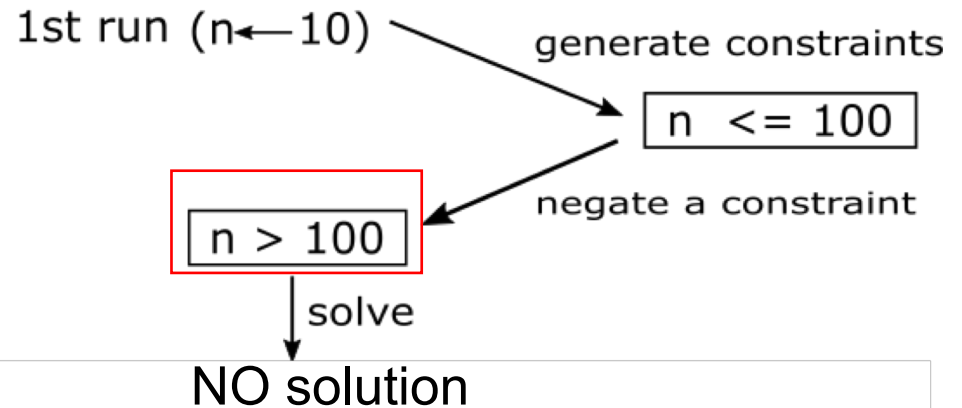 1st run (n←10)
generate constraints
n <= 100
negate a constraint
n > 100
solve
NO solution